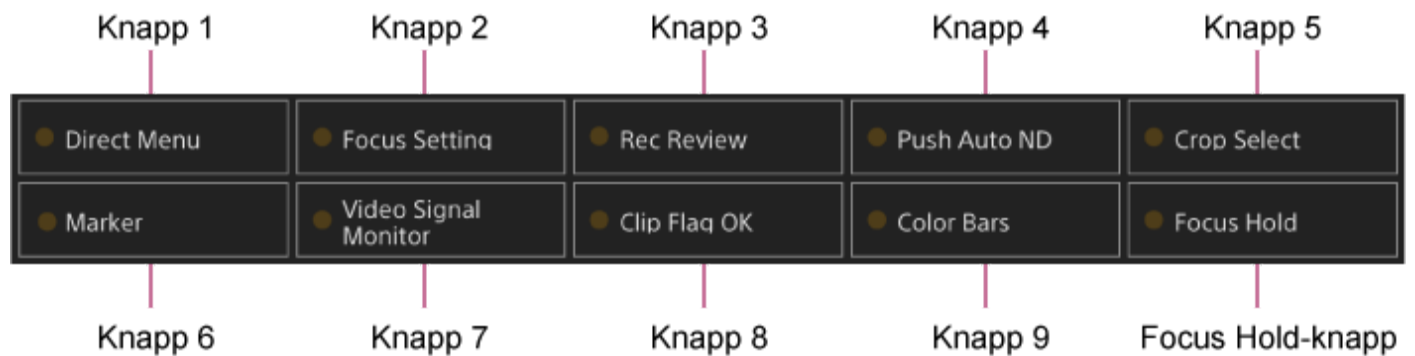 Knapp 1 Knapp 2 Knapp 3 Knapp 4 Knapp 5
Direct Menu Focus Setting Rec Review Push Auto ND Crop Select
Marker Video Signal Monitor Clip Flag OK Color Bars Focus Hold
Knapp 6 Knapp 7 Knapp 8 Knapp 9 Focus Hold-knapp